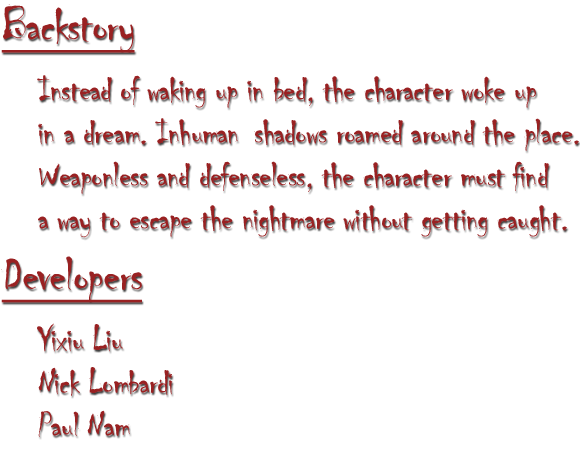 Backstory
Instead of waking up in bed, the character woke up
in a dream. Inhuman shadows roamed around the place.
Weaponless and defenseless, the character must find
a way to escape the nightmare without getting caught.
Developers
Yixiu Liu
Nick Lombardi
Paul Nam